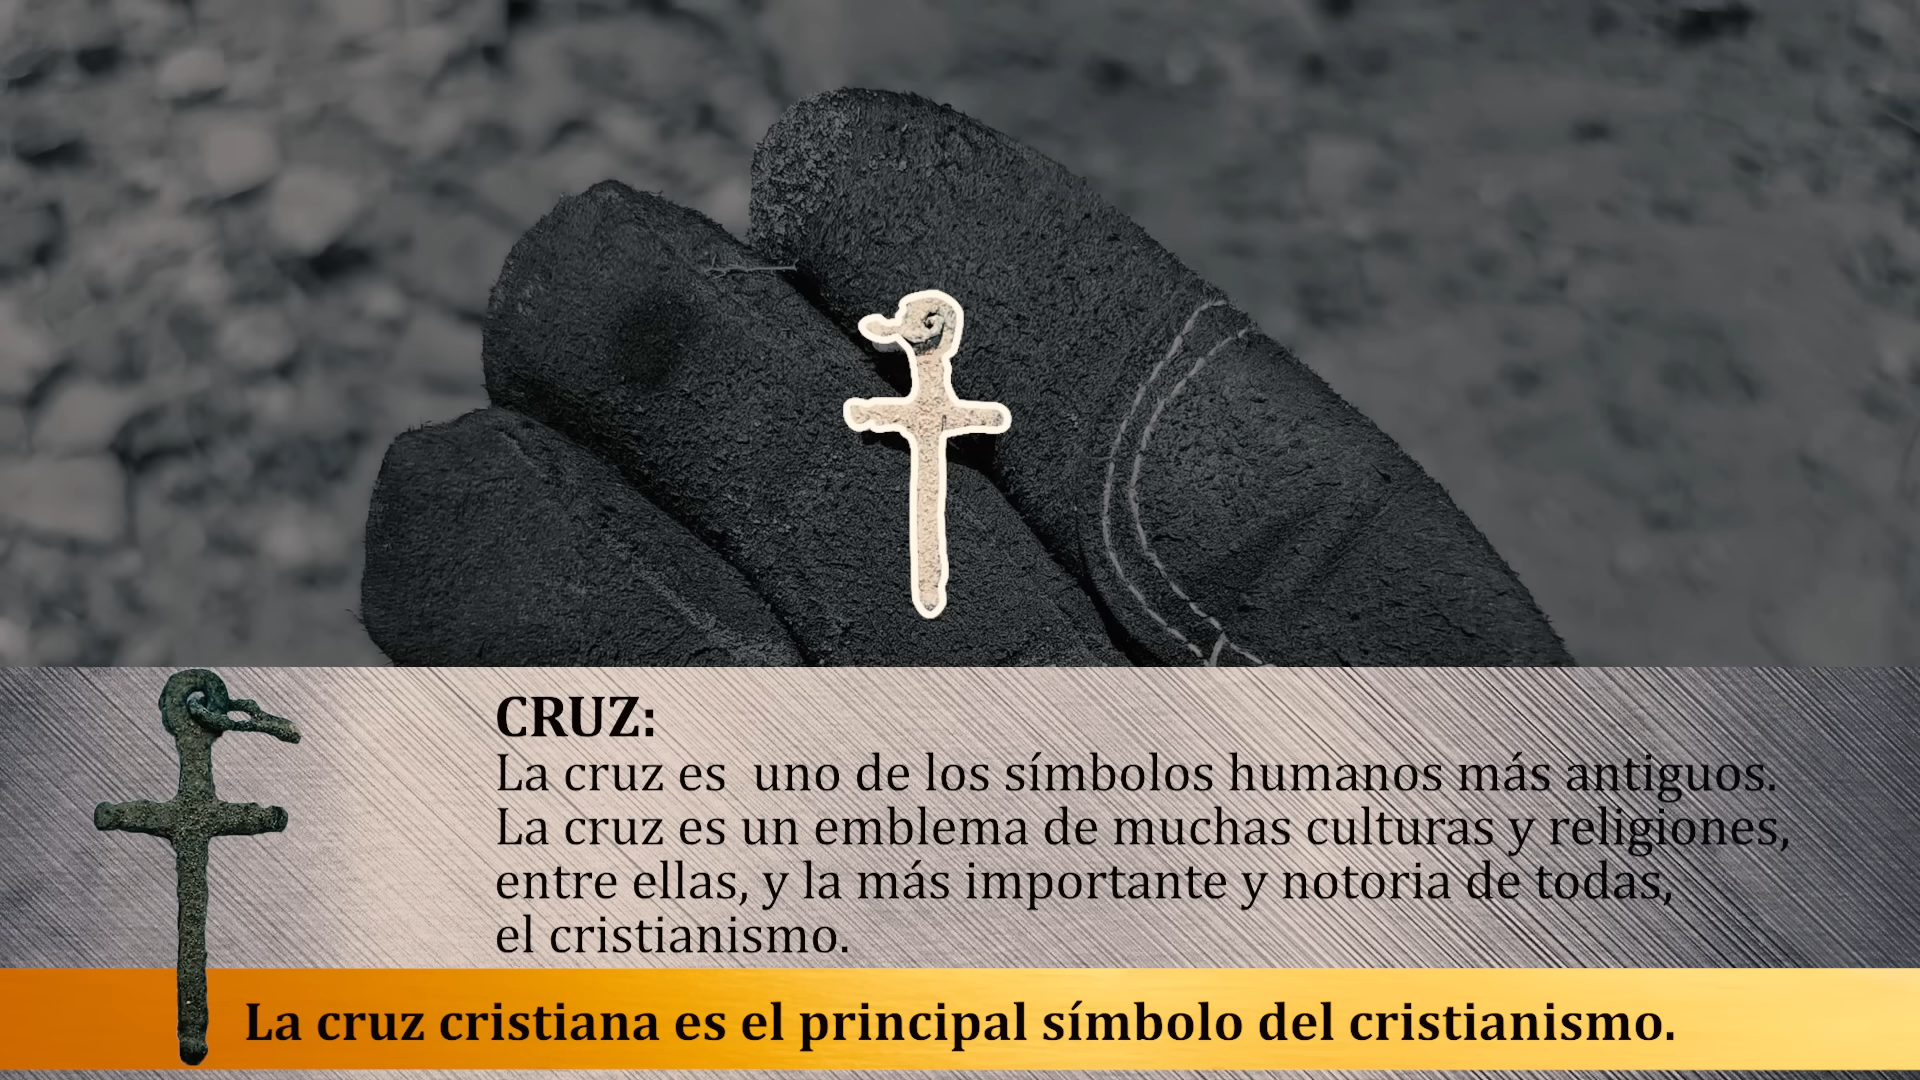 CRUZ:
La cruz es  uno de los símbolos humanos más antiguos.
La cruz es un emblema de muchas culturas y religiones,
entre ellas, y la más importante y notoria de todas,
el cristianismo.
La cruz cristiana es el principal símbolo del cristianismo.